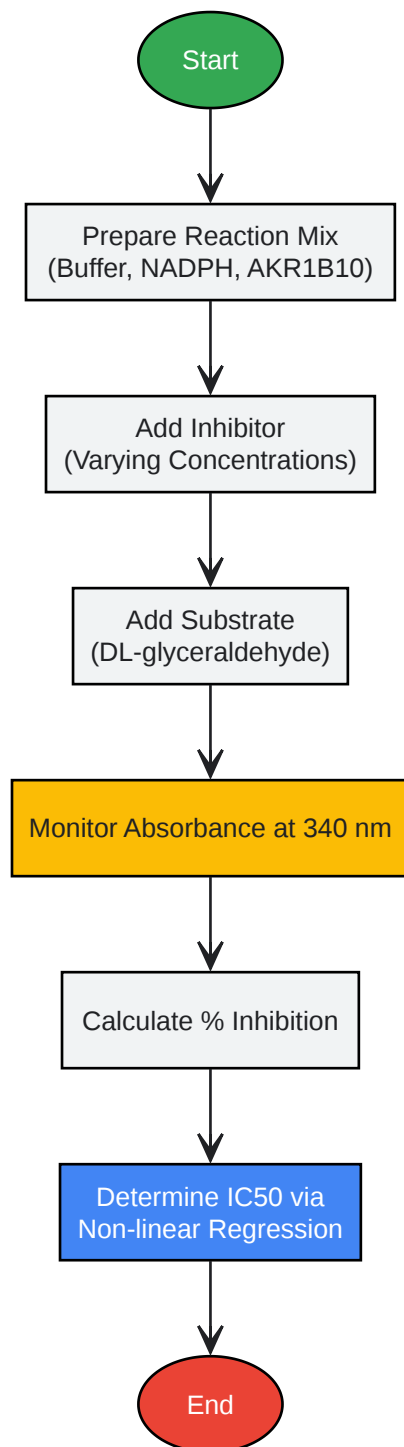 Start
Prepare Reaction Mix
(Buffer, NADPH, AKR1B10)
Add Inhibitor
(Varying Concentrations)
Add Substrate
(DL-glyceraldehyde)
Monitor Absorbance at 340 nm
Calculate % Inhibition
Determine IC50 via
Non-linear Regression
End